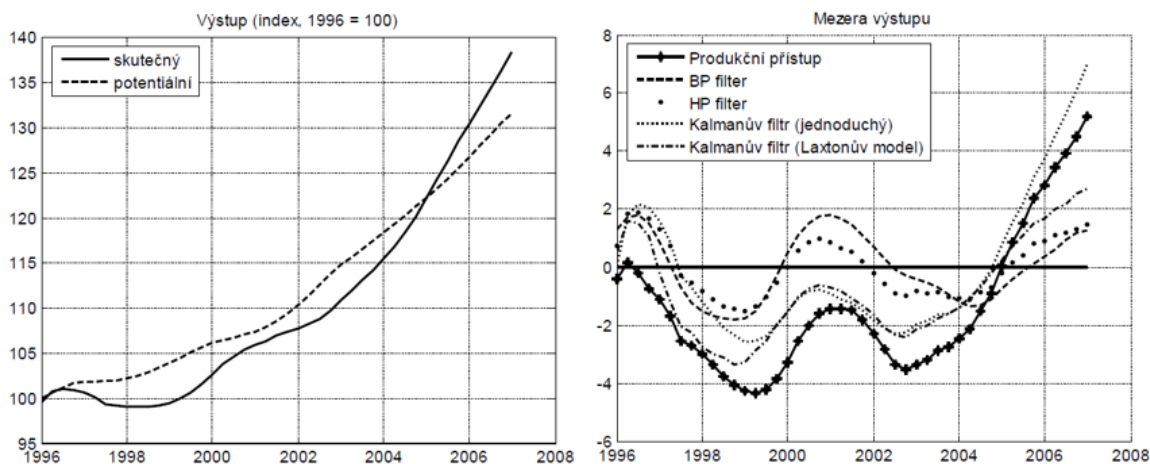 Výstup (index, 1996 = 100)
140
135
130
125
120
115
110
105
100
95
skutečný
potentiální
1996 1998 2000 2002 2004 2006 2008
Mezera výstupu
8
6
4
2
0
-2
-4
-6
Produkční přístup
BP filter
HP filter
Kalmanův filtr (jednoduchý)
Kalmanův filtr (Laxtonův model)
1996 1998 2000 2002 2004 2006 2008